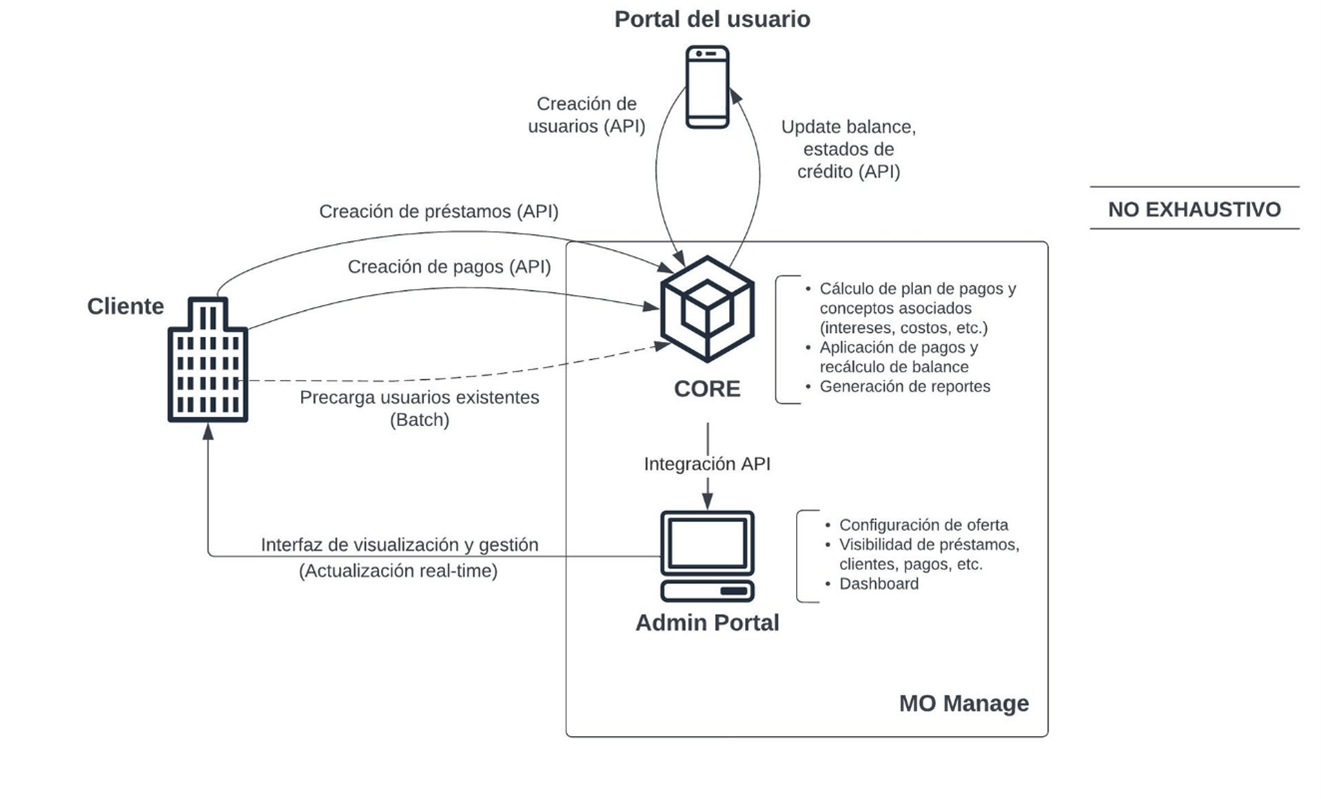 Portal del usuario
Creación de
usuarios (API)
Update balance,
estados de
crédito (API)
NO EXHAUSTIVO
Creación de préstamos (API)
Creación de pagos (API)
Cliente
Precarga usuarios existentes
(Batch)
CORE
• Cálculo de plan de pagos y
conceptos asociados
(intereses, costos, etc.)
• Aplicación de pagos y
recálculo de balance
• Generación de reportes
Integración API
Interfaz de visualización y gestión
(Actualización real-time)
• Configuración de oferta
• Visibilidad de préstamos,
clientes, pagos, etc.
• Dashboard
Admin Portal
MO Manage